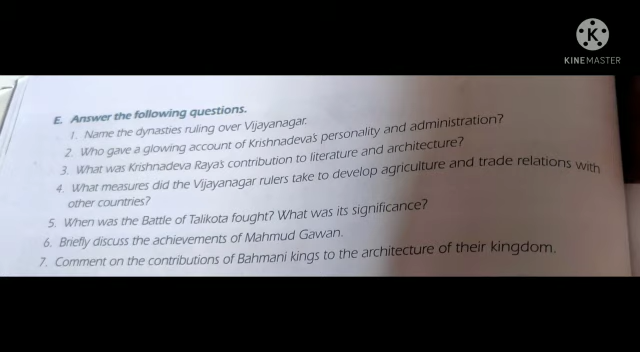 KINEMASTER
E. Answer the following questions.
1. Name the dynasties ruling over Vijayanagar.
2. Who gave a glowing account of Krishnadeva's personality and administration?
3. What was Krishnadeva Raya's contribution to literature and architecture?
4. What measures did the Vijayanagar rulers take to develop agriculture and trade relations with
other countries?
5. When was the Battle of Talikota fought? What was its significance?
6. Briefly discuss the achievements of Mahmud Gawan.
7. Comment on the contributions of Bahmani kings to the architecture of their kingdom.